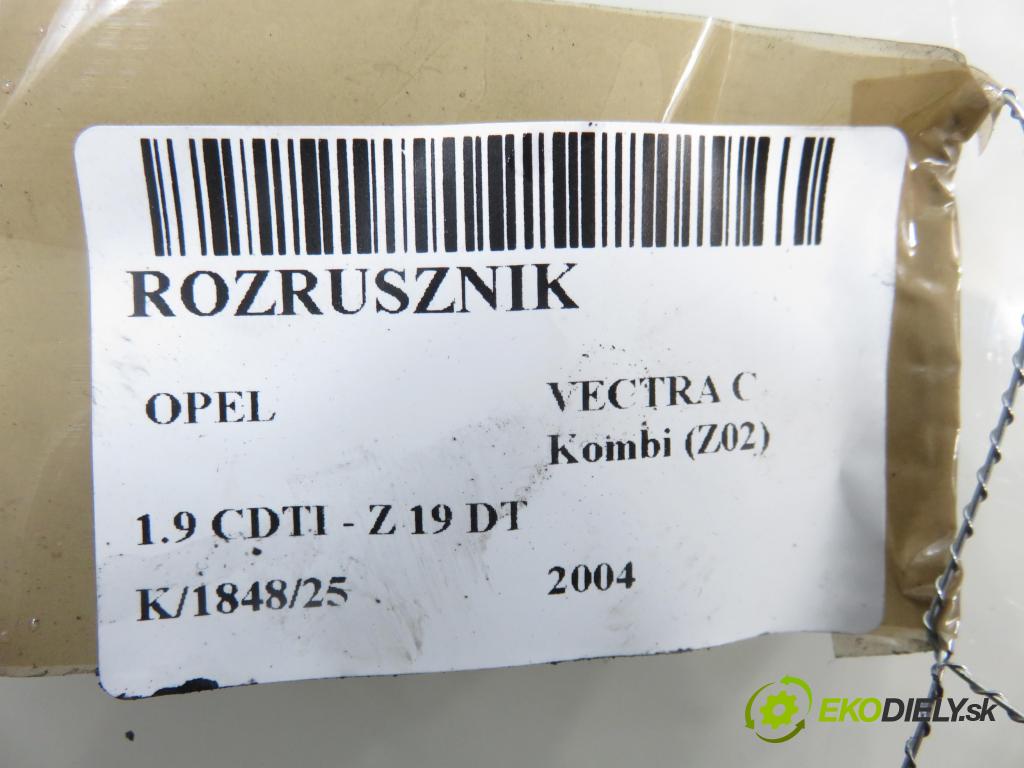 ROZRUSZNIK
OPEL
VECTRA C
Kombi (Z02)
1.9 CDTI - Z 19 DT
K/1848/25
2004
EKODIELY.sk